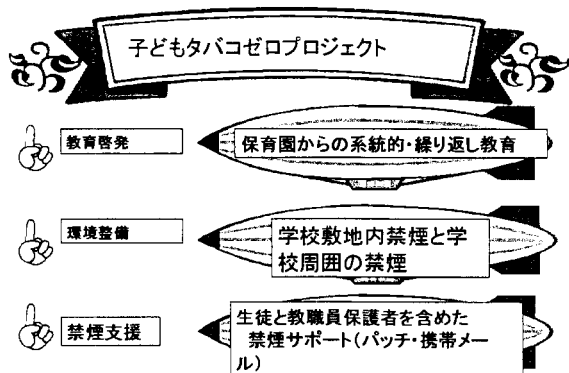 子どもタバコゼロプロジェクト
教育啓発
保育園からの系統的・繰り返し教育
環境整備
学校敷地内禁煙と学
校周囲の禁煙
禁煙支援
生徒と教職員保護者を含めた
禁煙サポート(パッチ・携帯メー
ル)